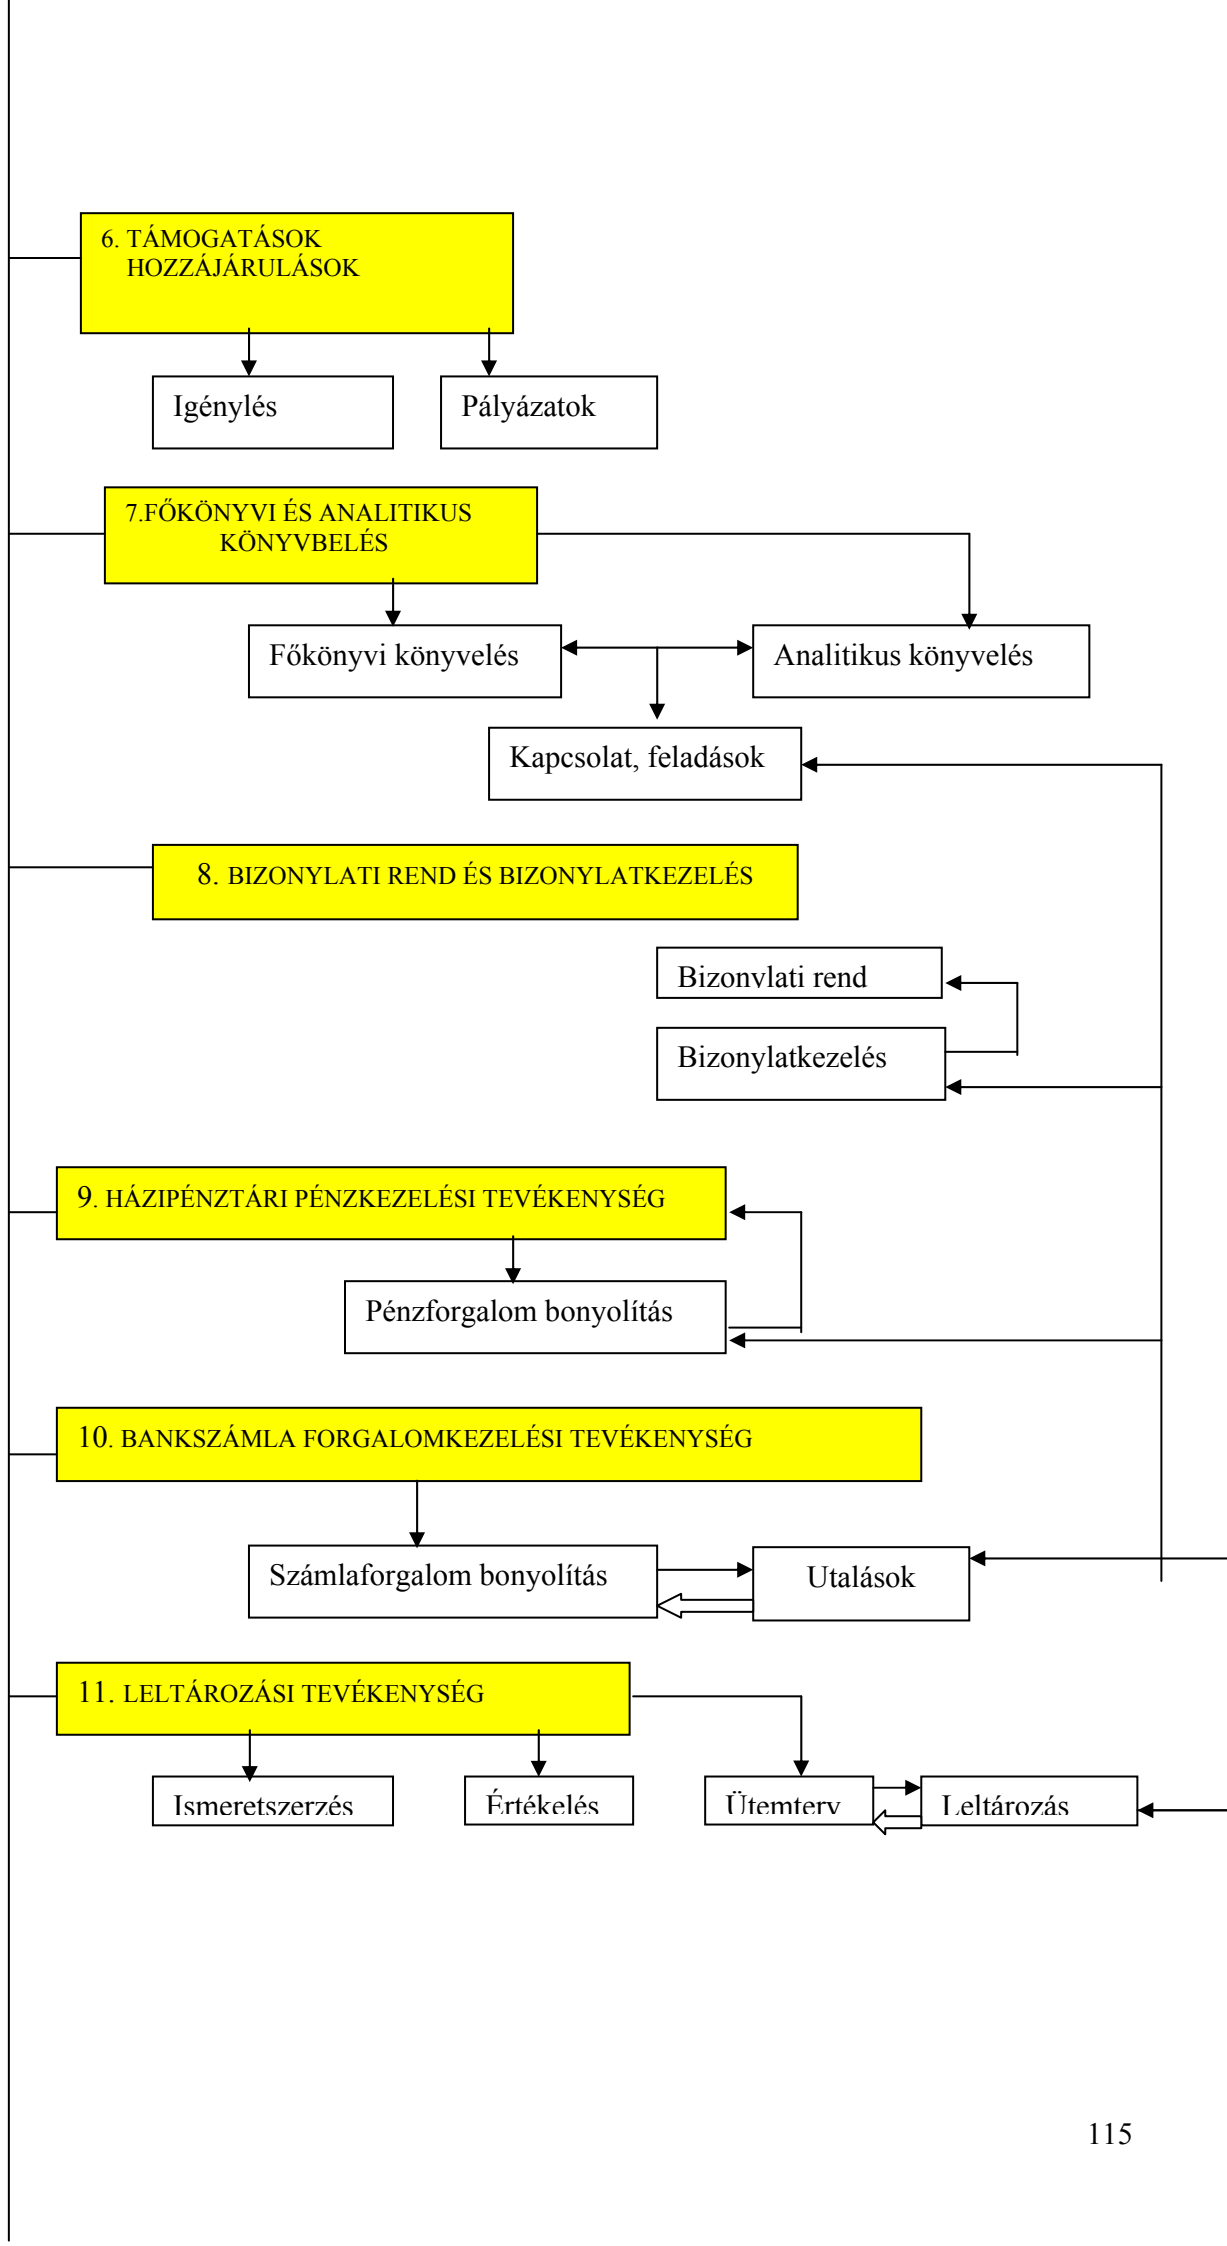 6. TÁMOGATÁSOK
HOZZÁJÁRULÁSOK
Igénylés
Pályázatok
7.FŐKÖNYVI ÉS ANALITIKUS
KÖNYVBELÉS
Főkönyvi könyvelés
Analitikus könyvelés
Kapcsolat, feladások
8. BIZONYLATI REND ÉS BIZONYLATKEZELÉS
Bizonylati rend
Bizonylatkezelés
9. HÁZIPÉNZTÁRI PÉNZKEZELÉSI TEVÉKENYSÉG
Pénzforgalom bonyolítás
10. BANKSZÁMLA FORGALOMKEZELÉSI TEVÉKENYSÉG
Számlaforgalom bonyolítás
Utalások
11. LELTÁROZÁSI TEVÉKENYSÉG
Ismeretszerzés
Értékelés
Ütemterv
Leltározás
115